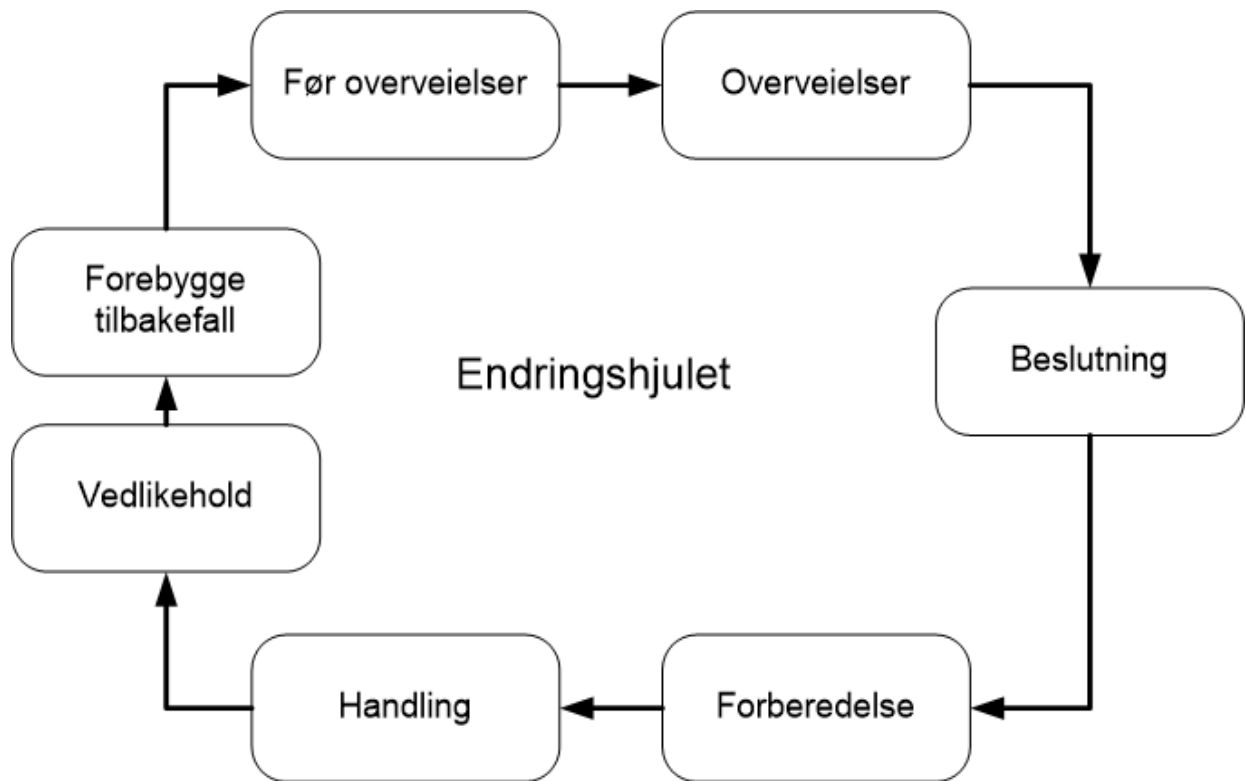 Før overveielser
Overveielser
Forebygge
tilbakefall
Beslutning
Endringshjulet
Vedlikehold
Handling
Forberedelse